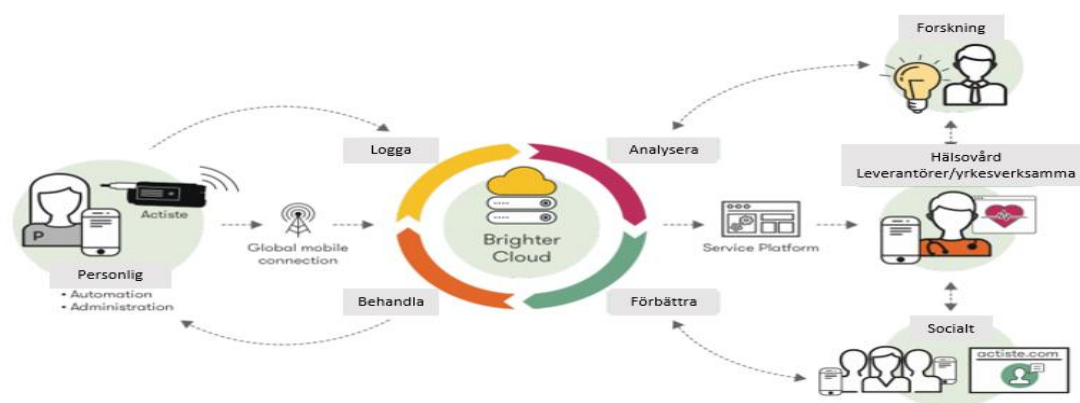 Forskning
Logga
Analysera
Hälsovård
Leverantörer/yrkesverksamma
Actiste
P
Global mobile
connection
Brighter
Cloud
Service Platform
Personlig
• Automation
• Administration
Behandla
Förbättra
Socialt
actiste.com